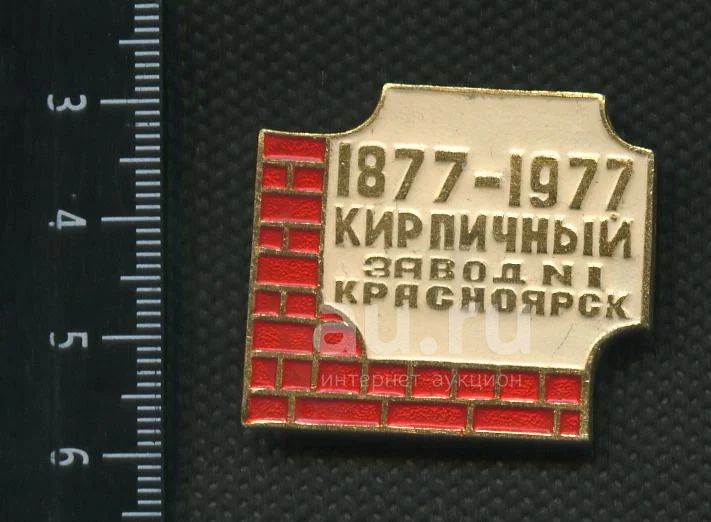 1877-1977
КИРПИЧНЫЙ
ЗАВОД N1
КРАСНОЯРСК
au.ru
интернет-аукцион
3
4
5
6